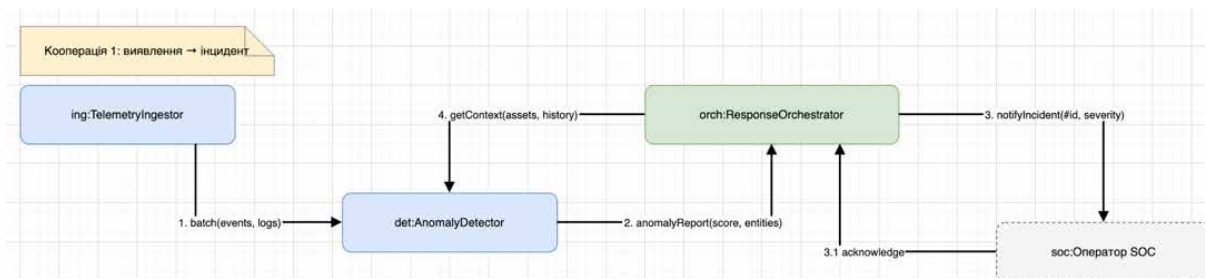 Кооперація 1: виявлення → інцидент
ing:TelemetryIngestor
4. getContext(assets, history)
orch:ResponseOrchestrator
3. notifyIncident(#id, severity)
1. batch(events, logs)
det:AnomalyDetector
2. anomalyReport(score, entities)
3.1 acknowledge
soc:Оператор SOC